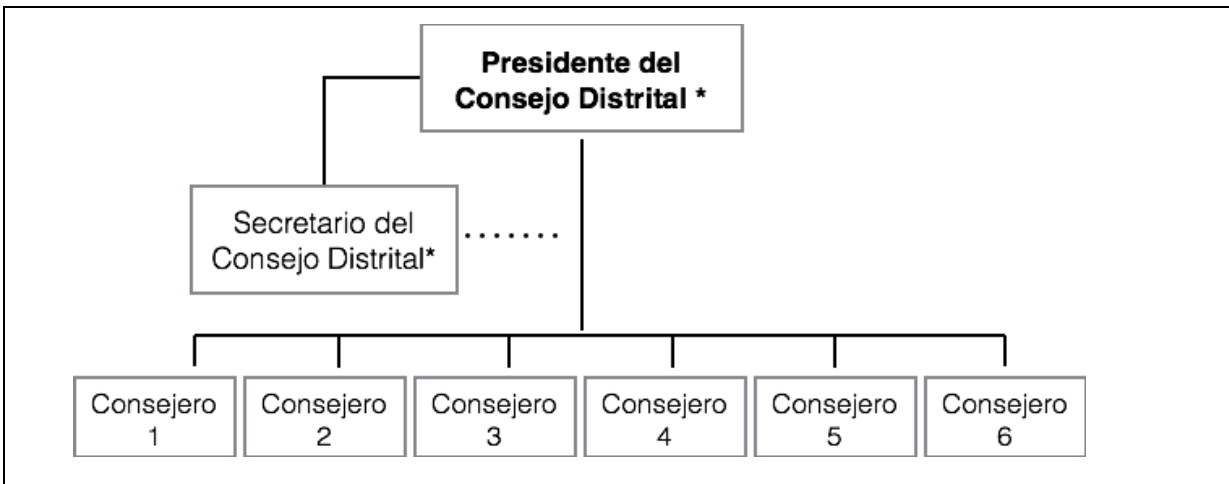 Presidente del
Consejo Distrital *
Secretario del
Consejo Distrital*
Consejero
1
Consejero
2
Consejero
3
Consejero
4
Consejero
5
Consejero
6